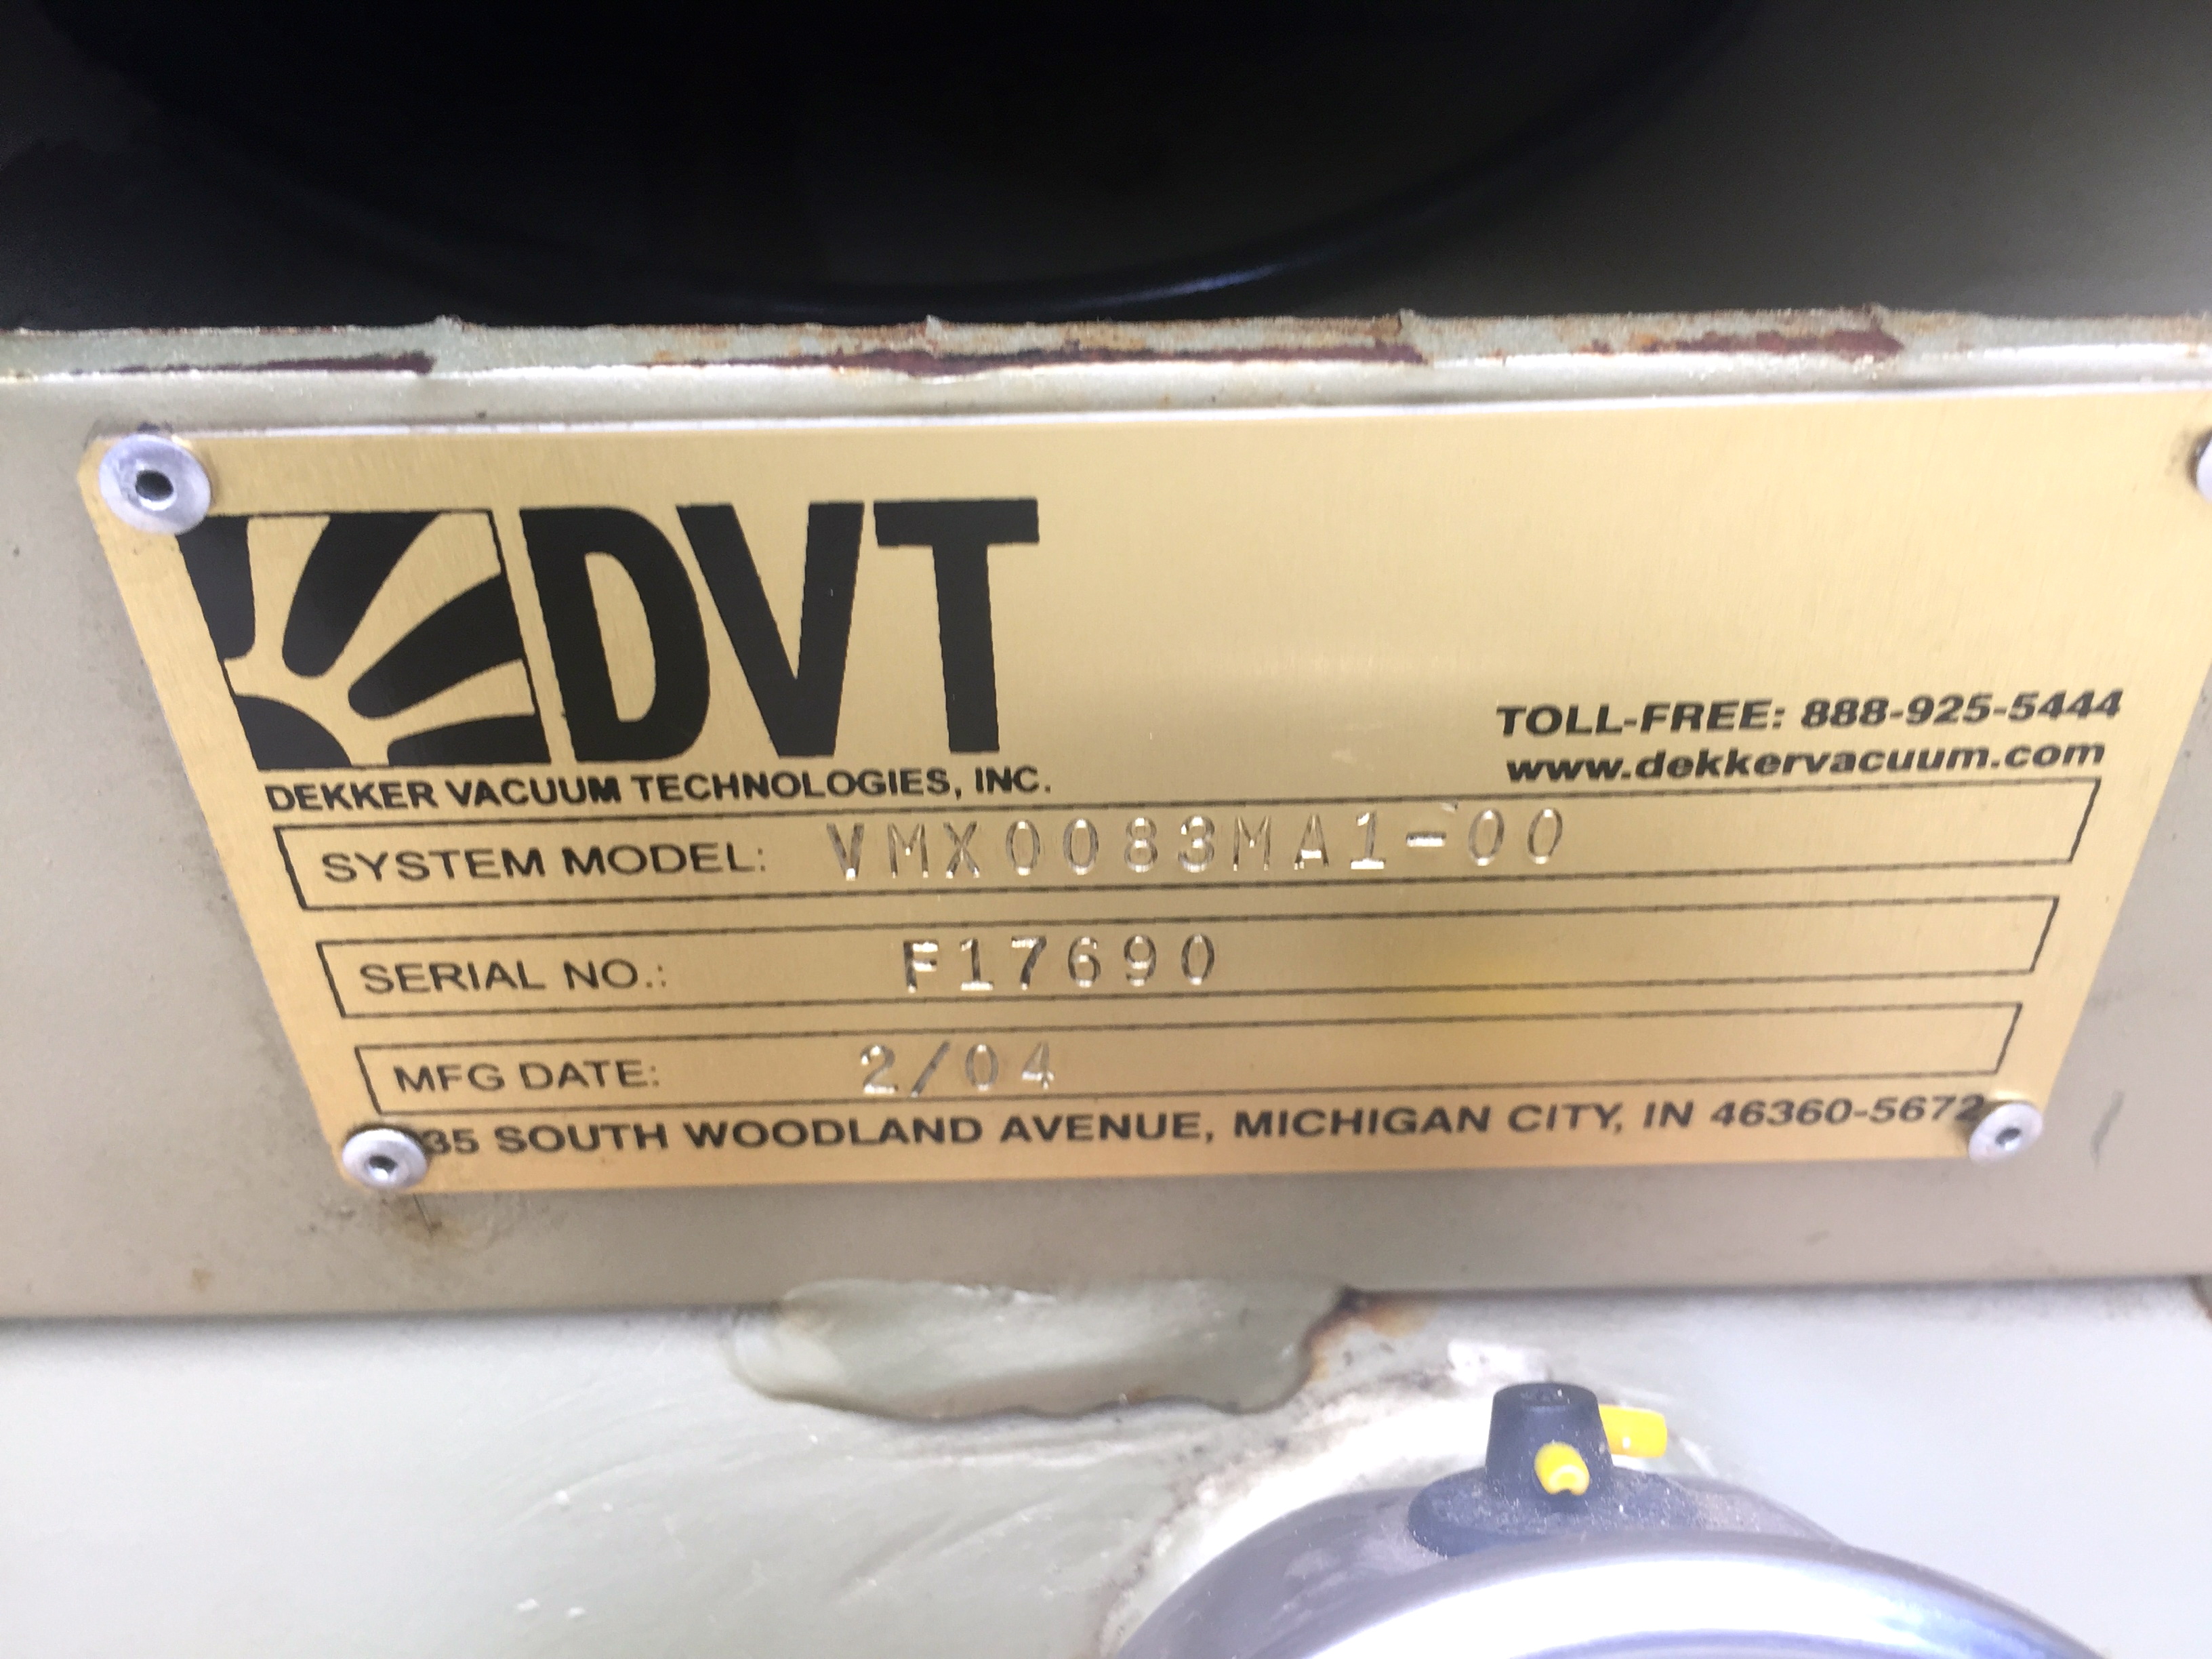 DVT
DEKKER VACUUM TECHNOLOGIES, INC.
TOLL-FREE: 888-925-5444
www.dekkervacuum.com
SYSTEM MODEL: VMX0083MA1-00
SERIAL NO.: F17690
MFG DATE: 2/04
SOUTH WOODLAND AVENUE, MICHIGAN CITY, IN 46360-5672